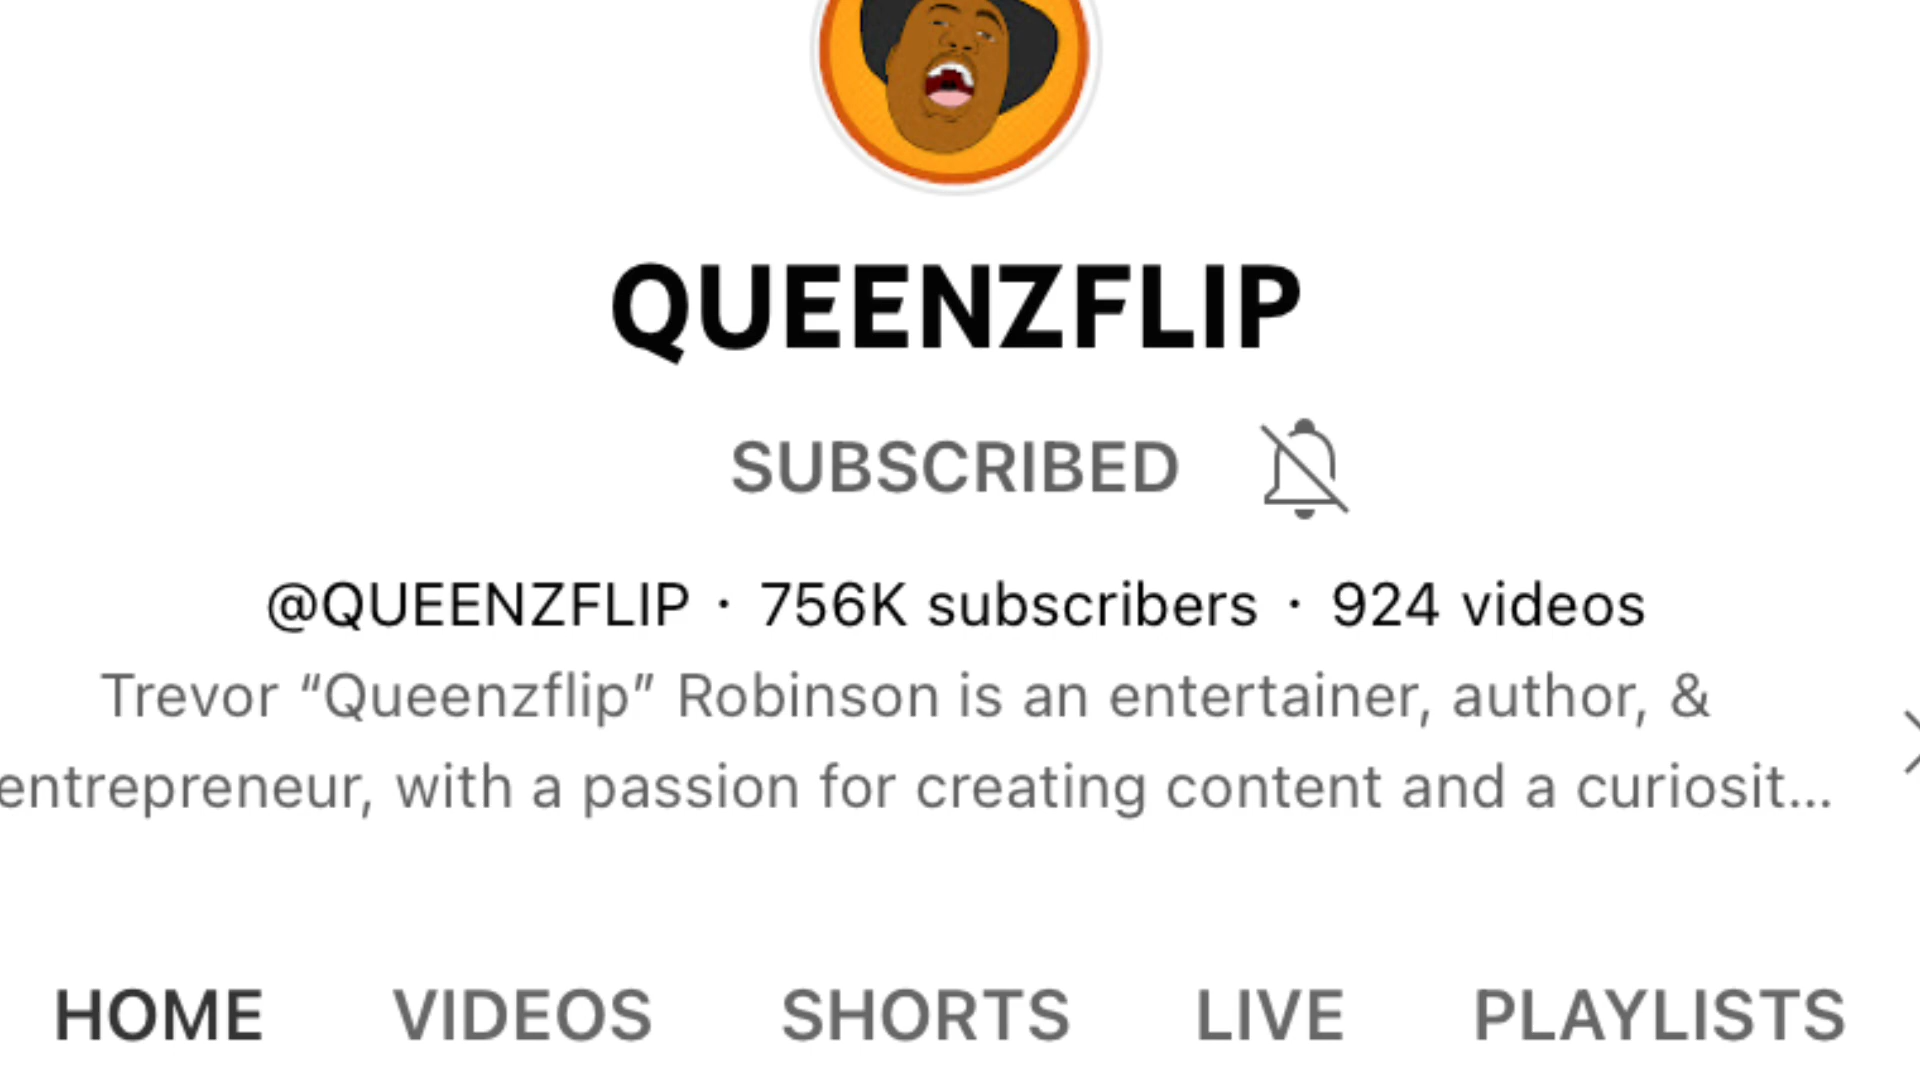 QUEENZFLIP
SUBSCRIBED
@QUEENZFLIP · 756K subscribers · 924 videos
Trevor “Queenzflip” Robinson is an entertainer, author, &
entrepreneur, with a passion for creating content and a curiosit...
HOME VIDEOS SHORTS LIVE PLAYLISTS